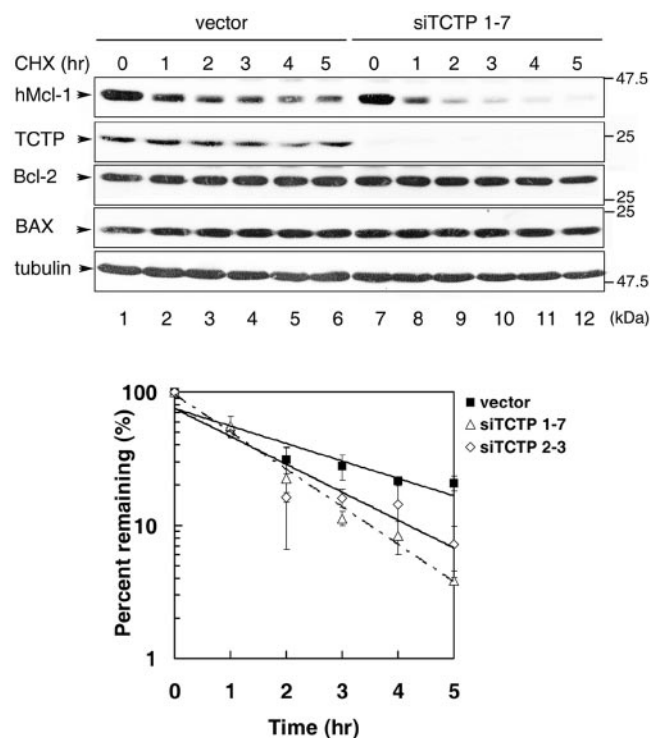 vector siTCTP 1-7
CHX (hr) 0 1 2 3 4 5 0 1 2 3 4 5
47.5
hMcl-1
TCTP
25
Bcl-2
25
25
BAX
tubulin
47.5
1 2 3 4 5 6 7 8 9 10 11 12 (kDa)
100
10
1
Percent remaining (%)
vector
siTCTP 1-7
siTCTP 2-3
0 1 2 3 4 5
Time (hr)